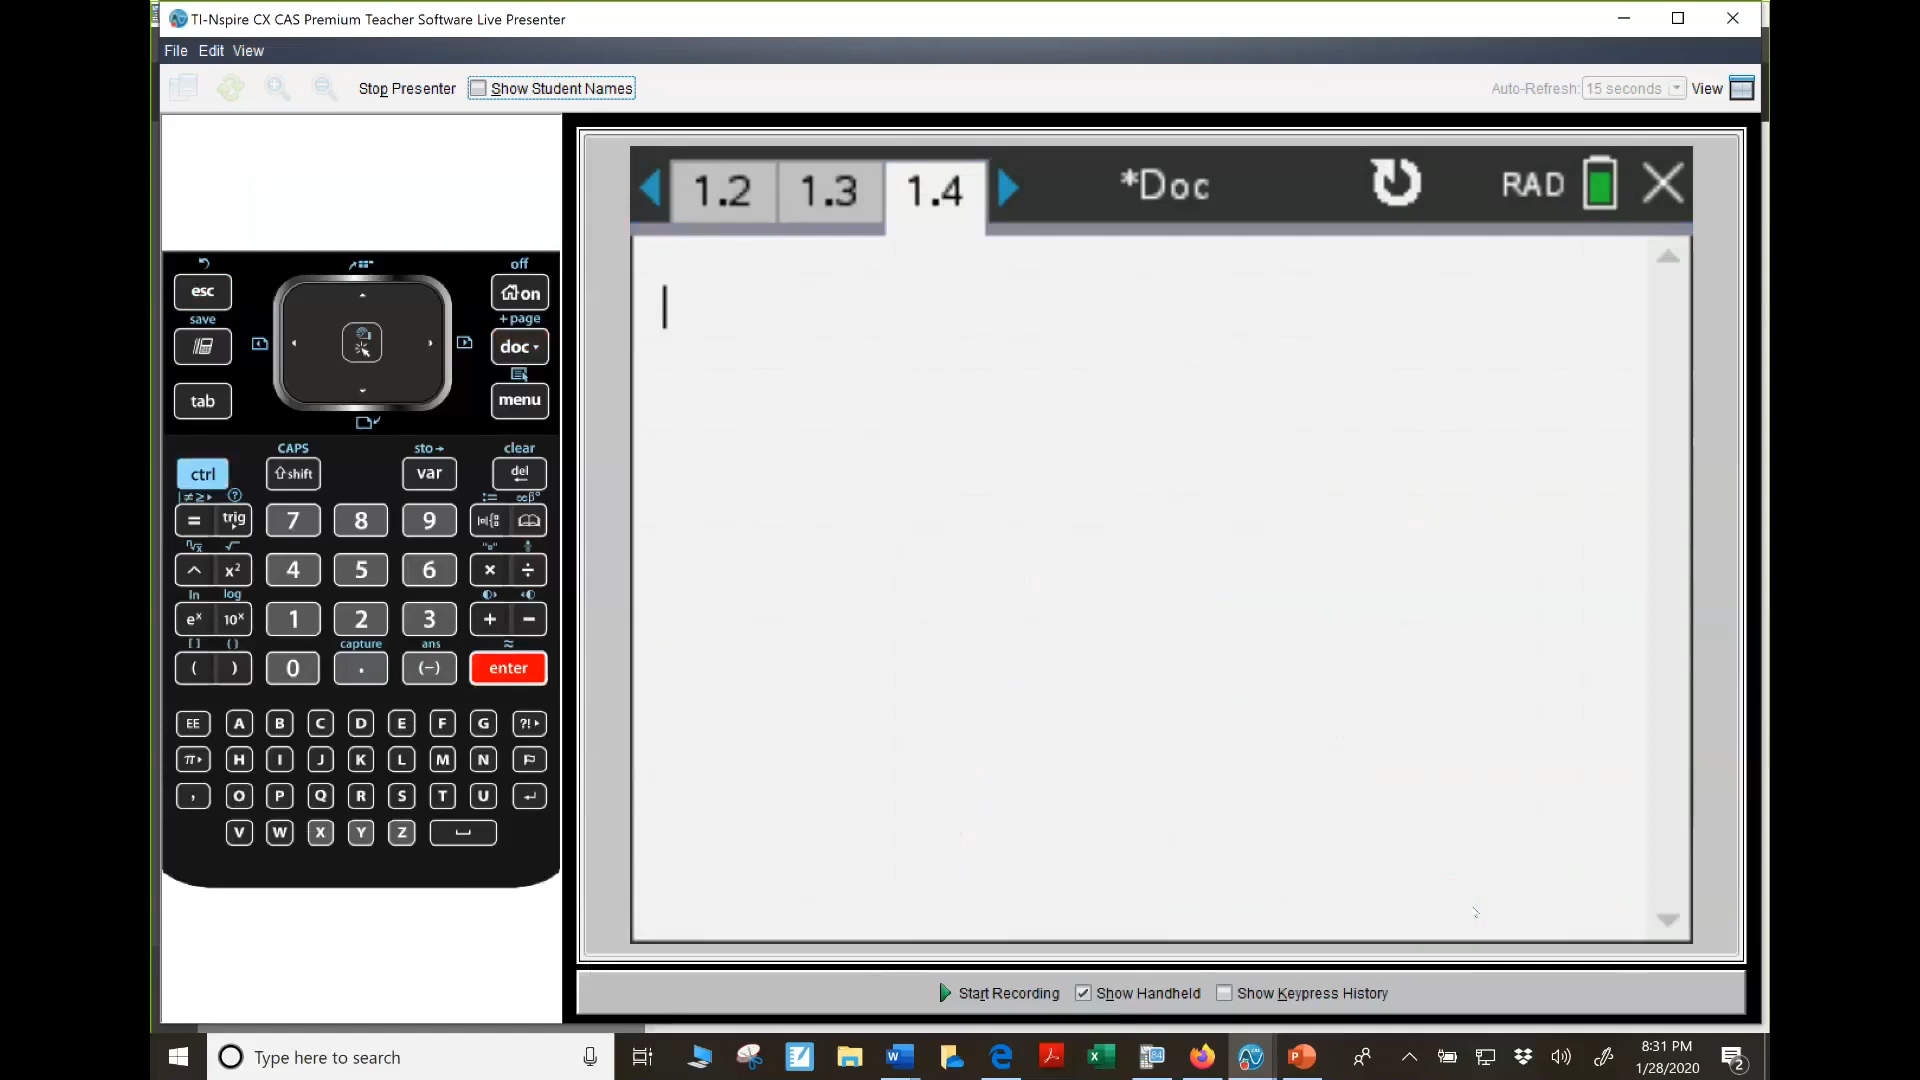 TI-Nspire CX CAS Premium Teacher Software Live Presenter
File Edit View
Stop Presenter Show Student Names Auto-Refresh: 15 seconds View
1.2 1.3 1.4 *Doc RAD
off
esc on
save + page
doc
tab menu
CAPS sto→ clear
ctrl shift var del
|≠≥▸ ? := ∞β°
= trig 7 8 9 |□|{
ⁿ√x √ "□"
^ x² 4 5 6 × ÷
ln log
eˣ 10ˣ 1 2 3 + −
[ ] { } capture ans ≈
( ) 0 . (−) enter
EE A B C D E F G ?!▸
π▸ H I J K L M N
, O P Q R S T U ↵
V W X Y Z
Start Recording Show Handheld Show Keypress History
Type here to search
84
8:31 PM
1/28/2020
2